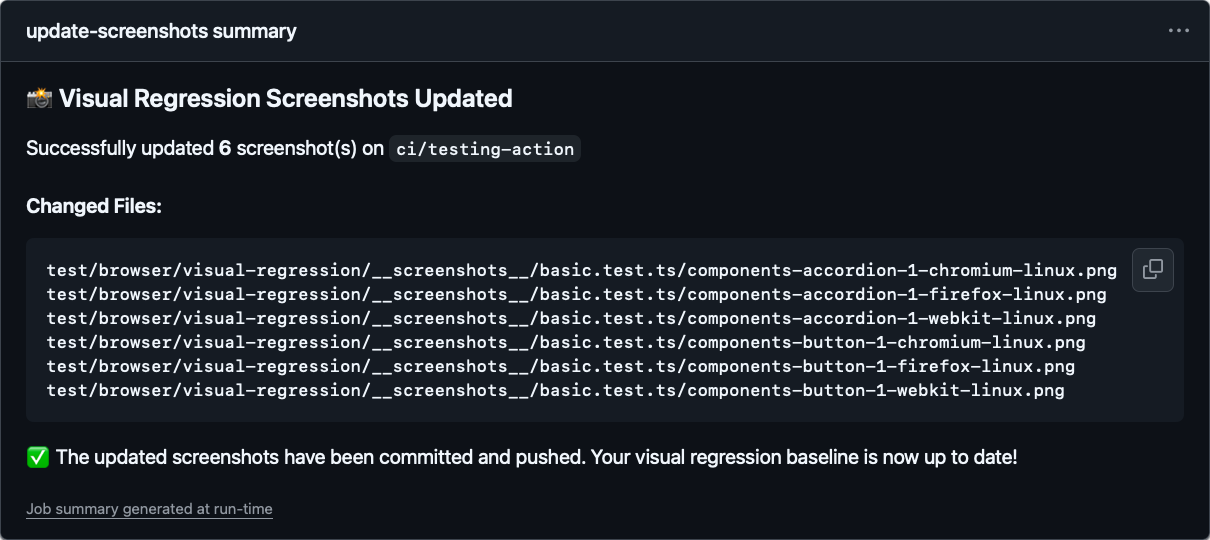 update-screenshots summary
📸 Visual Regression Screenshots Updated
Successfully updated 6 screenshot(s) on ci/testing-action
Changed Files:
test/browser/visual-regression/__screenshots__/basic.test.ts/components-accordion-1-chromium-linux.png
test/browser/visual-regression/__screenshots__/basic.test.ts/components-accordion-1-firefox-linux.png
test/browser/visual-regression/__screenshots__/basic.test.ts/components-accordion-1-webkit-linux.png
test/browser/visual-regression/__screenshots__/basic.test.ts/components-button-1-chromium-linux.png
test/browser/visual-regression/__screenshots__/basic.test.ts/components-button-1-firefox-linux.png
test/browser/visual-regression/__screenshots__/basic.test.ts/components-button-1-webkit-linux.png
✅ The updated screenshots have been committed and pushed. Your visual regression baseline is now up to date!
Job summary generated at run-time